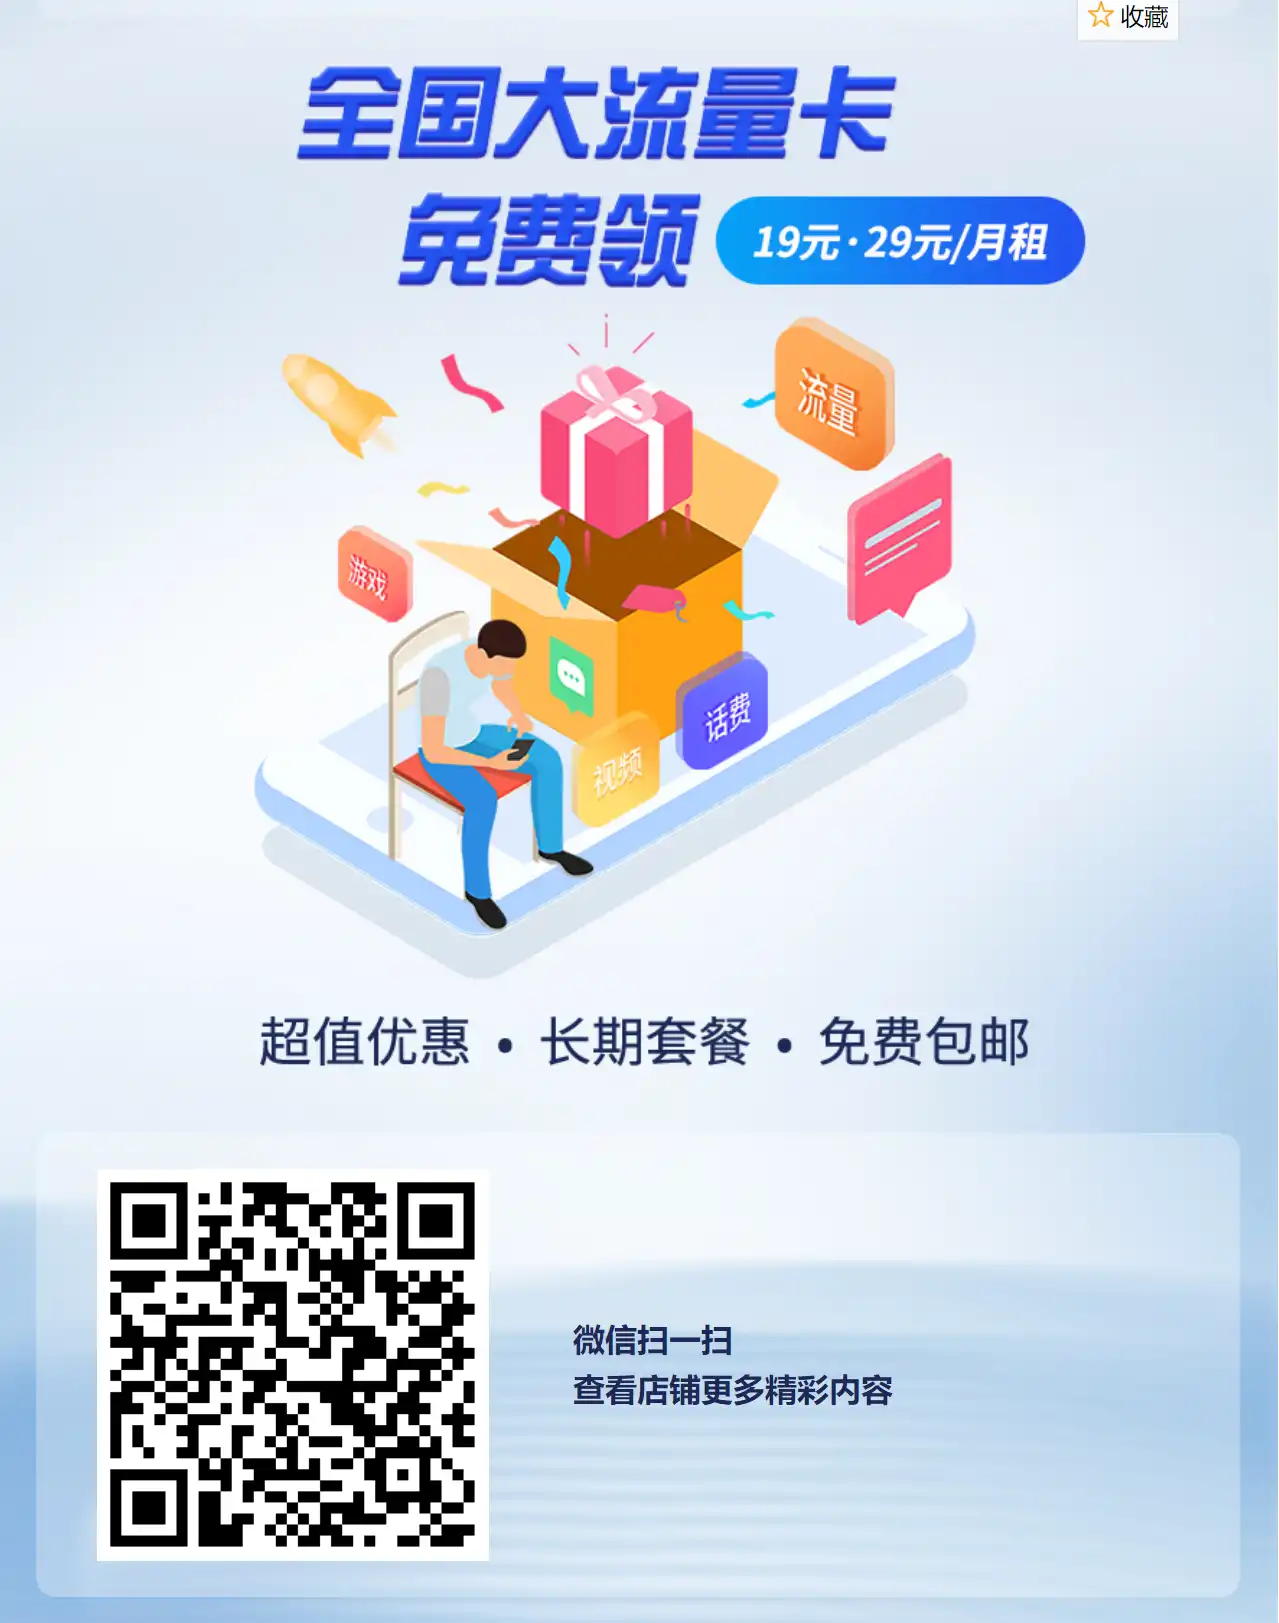 收藏
全国大流量卡
免费领
19元·29元/月租
流量
游戏
话费
视频
超值优惠 • 长期套餐 • 免费包邮
微信扫一扫
查看店铺更多精彩内容